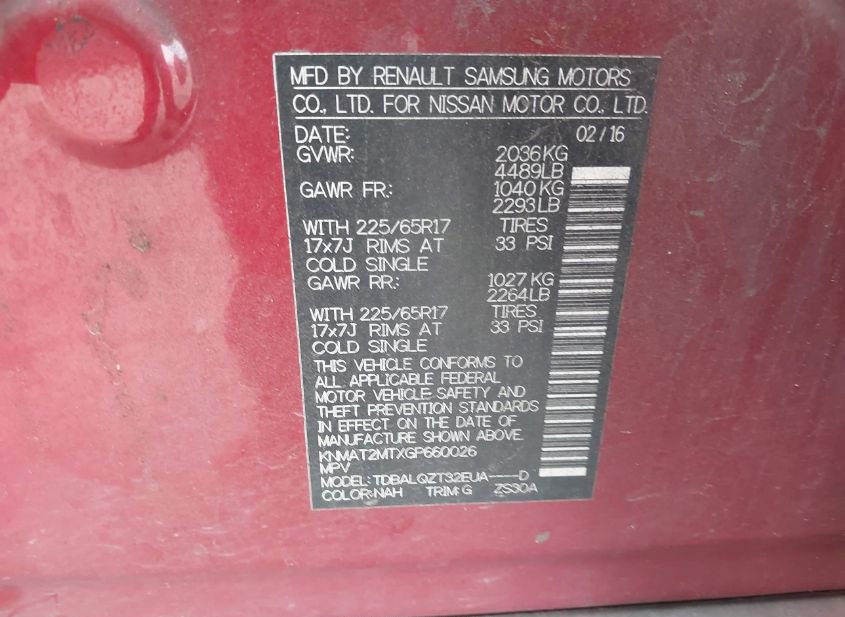 MFD BY RENAULT SAMSUNG MOTORS
CO., LTD. FOR NISSAN MOTOR CO. LTD.
DATE: 02/16
GVWR: 2036KG
4489LB
GAWR FR: 1040KG
2293LB
WITH 225/65R17 TIRES
17x7J RIMS AT 33 PSI
COLD SINGLE
GAWR RR: 1027 KG
2264LB
WITH 225/65R17 TIRES
17x7J RIMS AT 33 PSI
COLD SINGLE
THIS VEHICLE CONFORMS TO
ALL APPLICABLE FEDERAL
MOTOR VEHICLE SAFETY AND
THEFT PREVENTION STANDARDS
IN EFFECT ON THE DATE OF
MANUFACTURE SHOWN ABOVE.
KNMAT2MTXGP660026
MPV
MODEL: TDBALQZT32EUA----D
COLOR:NAH TRIM:G ZS30A